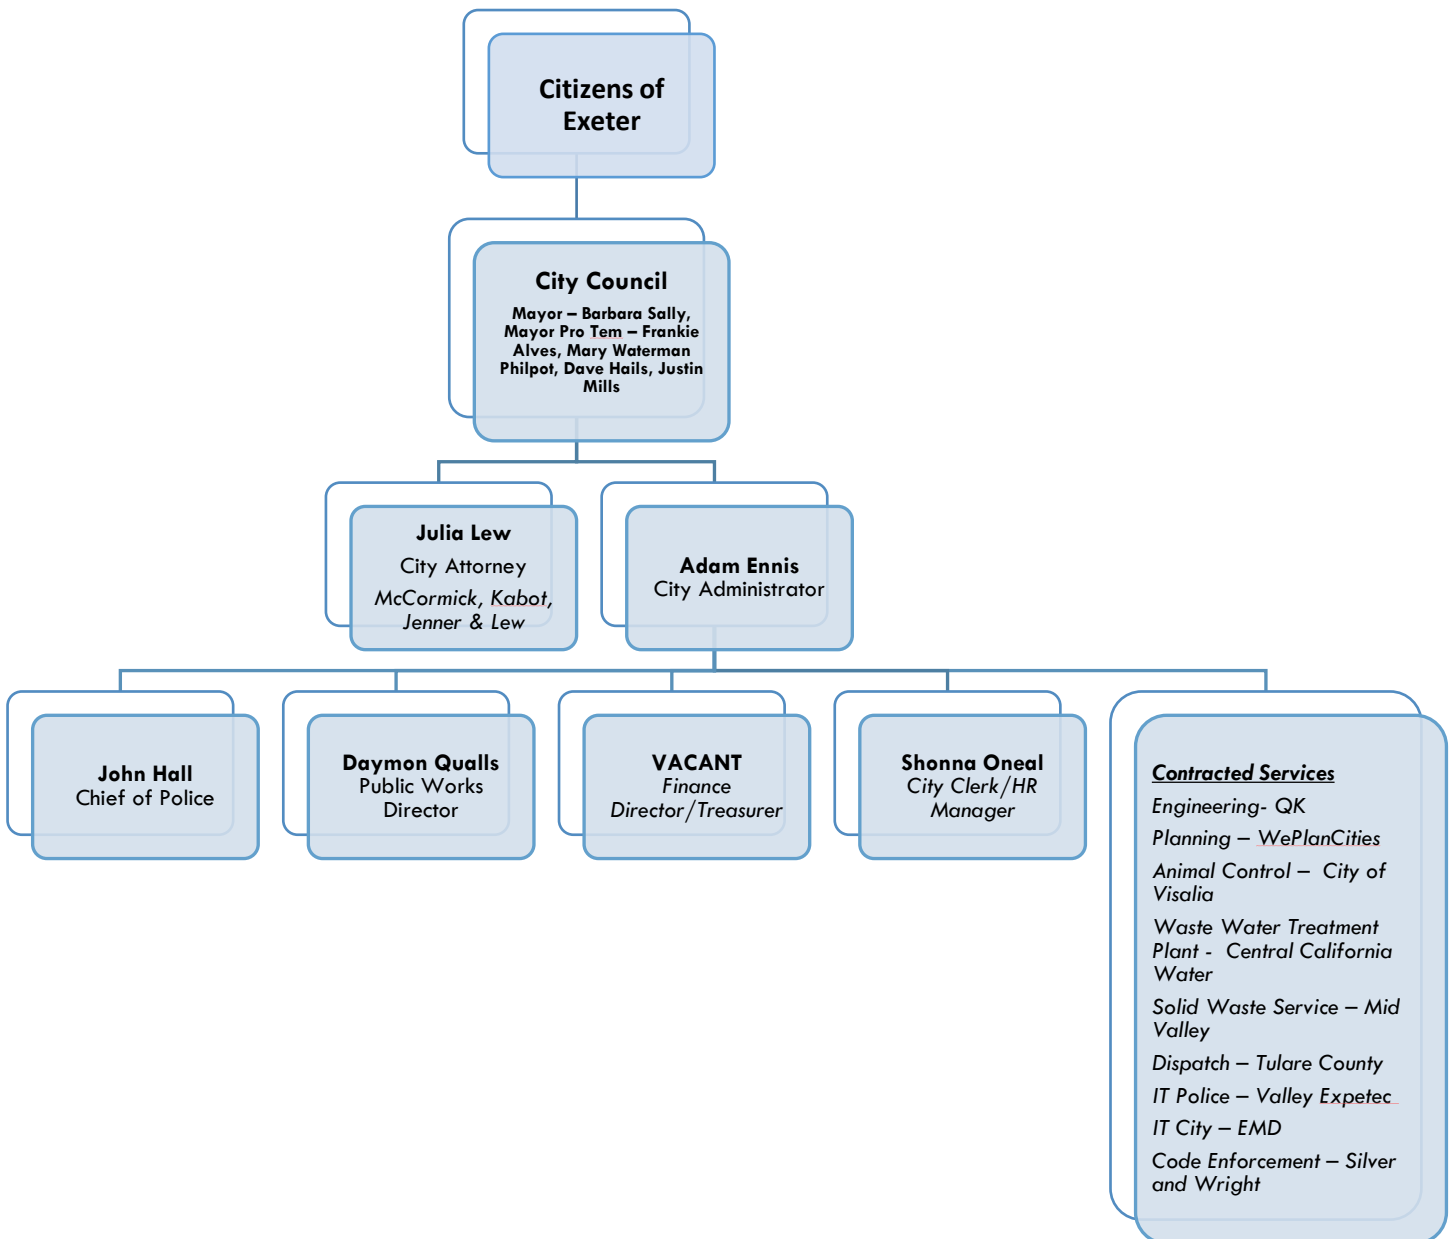 Citizens of
Exeter
City Council
Mayor – Barbara Sally,
Mayor Pro Tem – Frankie
Alves, Mary Waterman
Philpot, Dave Hails, Justin
Mills
Julia Lew
City Attorney
McCormick, Kabot,
Jenner & Lew
Adam Ennis
City Administrator
John Hall
Chief of Police
Daymon Qualls
Public Works
Director
VACANT
Finance
Director/Treasurer
Shonna Oneal
City Clerk/HR
Manager
Contracted Services
Engineering- QK
Planning – WePlanCities
Animal Control – City of
Visalia
Waste Water Treatment
Plant - Central California
Water
Solid Waste Service – Mid
Valley
Dispatch – Tulare County
IT Police – Valley Expetec
IT City – EMD
Code Enforcement – Silver
and Wright